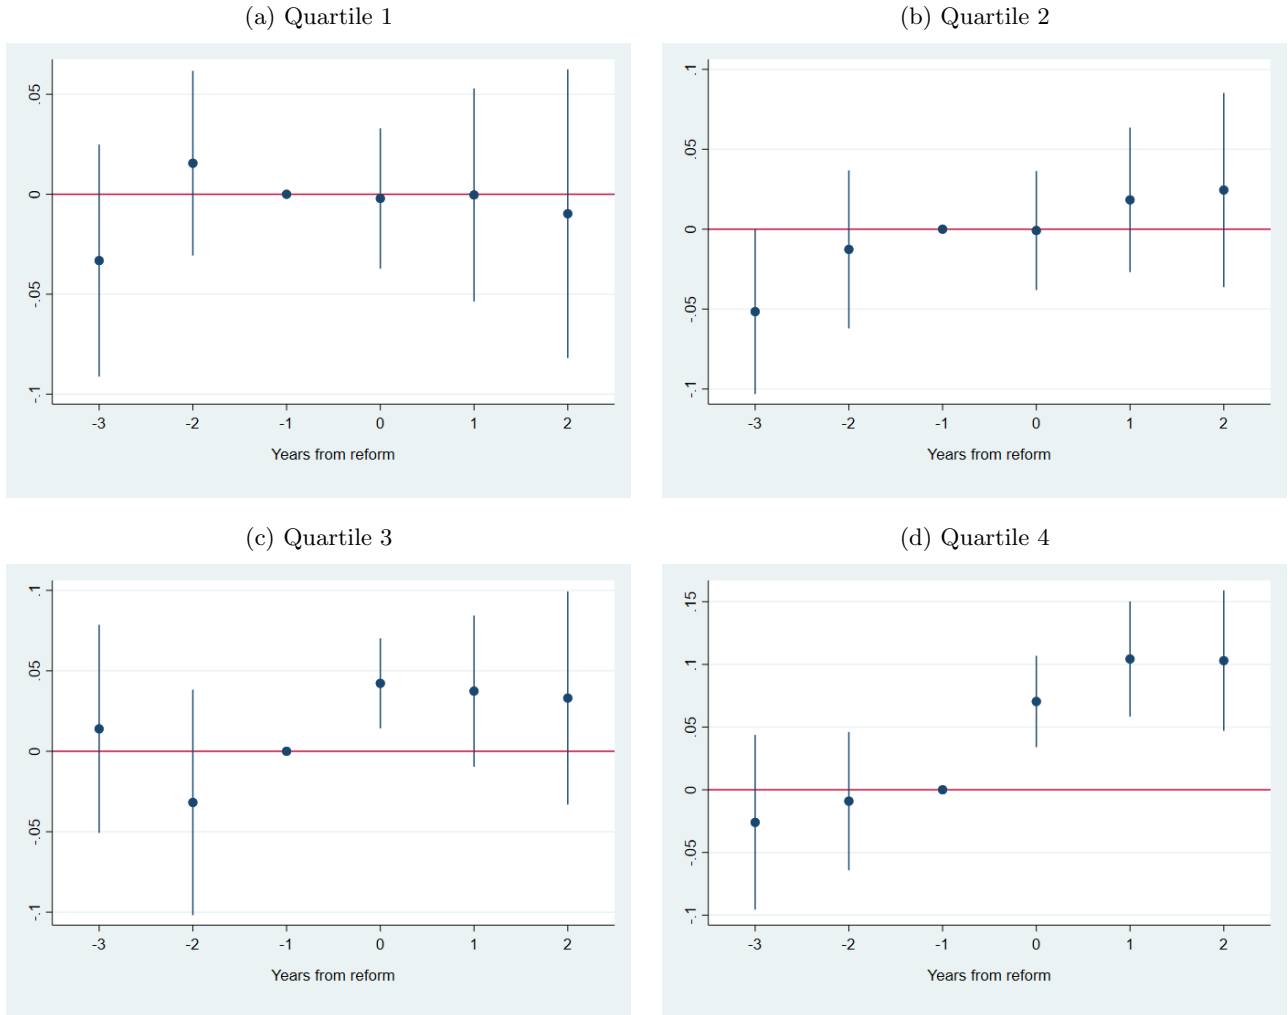 (a) Quartile 1
.05
0
-.05
-.1
-3 -2 -1 0 1 2
Years from reform
(b) Quartile 2
.1
.05
0
-.05
-.1
-3 -2 -1 0 1 2
Years from reform
(c) Quartile 3
.1
.05
0
-.05
-.1
-3 -2 -1 0 1 2
Years from reform
(d) Quartile 4
.15
.1
.05
0
-.05
-.1
-3 -2 -1 0 1 2
Years from reform